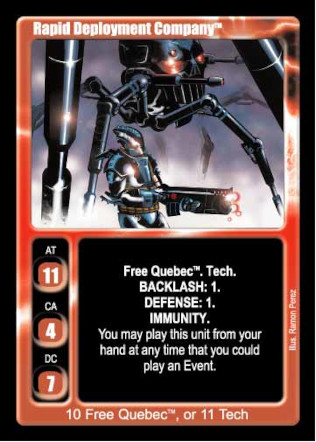 Rapid Deployment Company™
AT
11
CA
4
DC
7
Free Quebec™. Tech.
BACKLASH: 1.
DEFENSE: 1.
IMMUNITY.
You may play this unit from your
hand at any time that you could
play an Event.
Illus. Ramon Perez
10 Free Quebec™, or 11 Tech